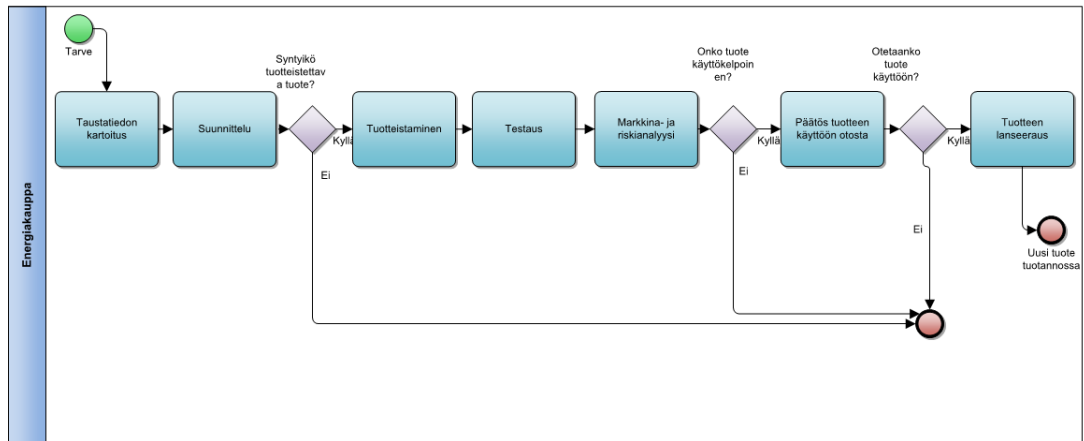 Energiakauppa
Tarve
Taustatiedon
kartoitus
Suunnittelu
Syntyikö
tuotteistettav
a tuote?
Kyllä
Ei
Tuotteistaminen
Testaus
Markkina- ja
riskianalyysi
Onko tuote
käyttökelpoin
en?
Kyllä
Ei
Päätös tuotteen
käyttöön otosta
Otetaanko
tuote
käyttöön?
Kyllä
Ei
Tuotteen
lanseeraus
Uusi tuote
tuotannossa